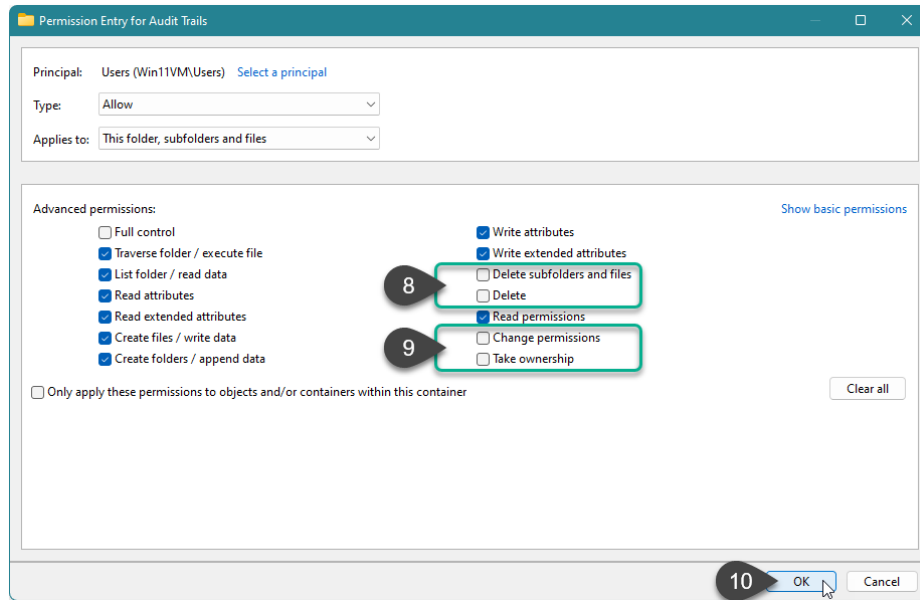 Permission Entry for Audit Trails
Principal: Users (Win11VM\Users) Select a principal
Type: Allow
Applies to: This folder, subfolders and files
Advanced permissions: Show basic permissions
Full control
Traverse folder / execute file
List folder / read data
Read attributes
Read extended attributes
Create files / write data
Create folders / append data
Write attributes
Write extended attributes
8 Delete subfolders and files
Delete
Read permissions
9 Change permissions
Take ownership
Only apply these permissions to objects and/or containers within this container
Clear all
10 OK Cancel